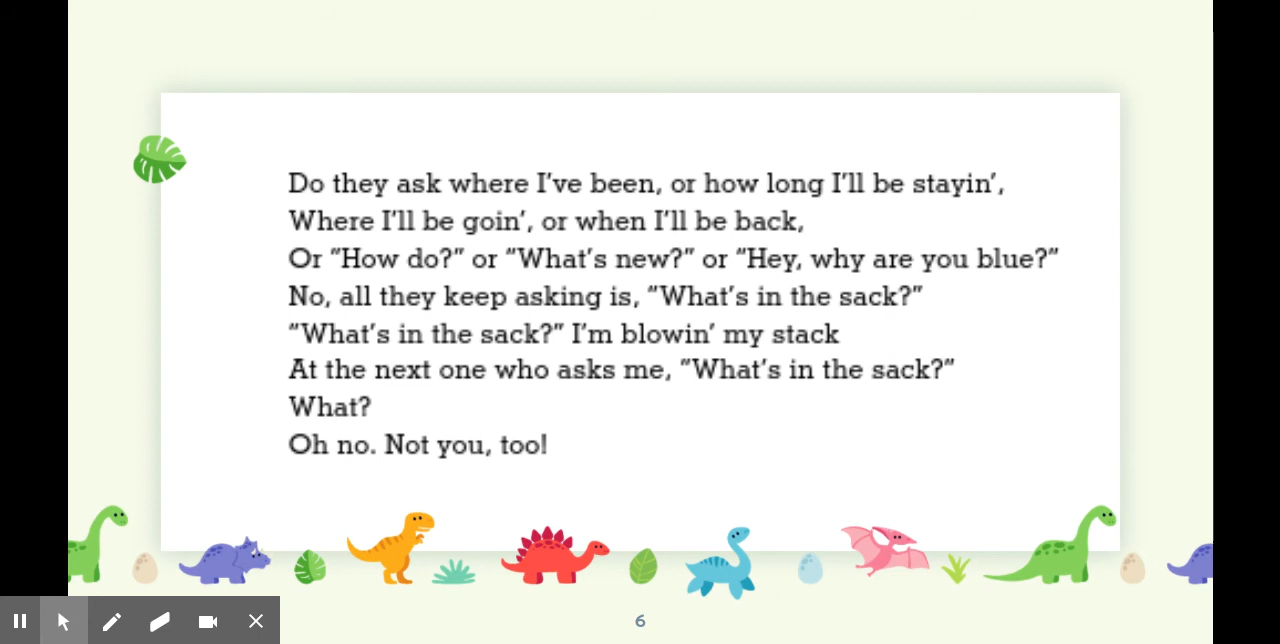 Do they ask where I've been, or how long I'll be stayin',
Where I'll be goin', or when I'll be back,
Or “How do?” or “What's new?” or “Hey, why are you blue?”
No, all they keep asking is, “What's in the sack?”
“What's in the sack?” I'm blowin' my stack
At the next one who asks me, “What's in the sack?”
What?
Oh no. Not you, too!
6